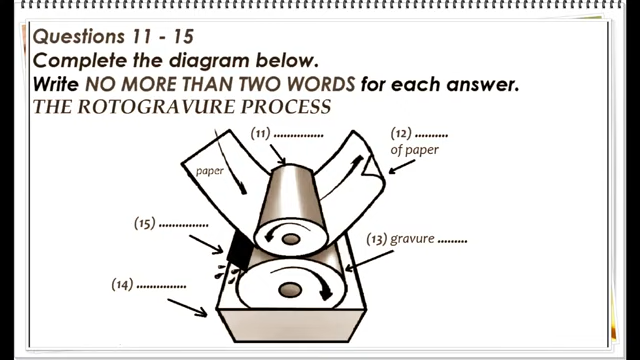 Questions 11 - 15
Complete the diagram below.
Write NO MORE THAN TWO WORDS for each answer.
THE ROTOGRAVURE PROCESS
(11) ...............
(12) ..........
of paper
paper
(15) ...............
(13) gravure .........
(14) ...............